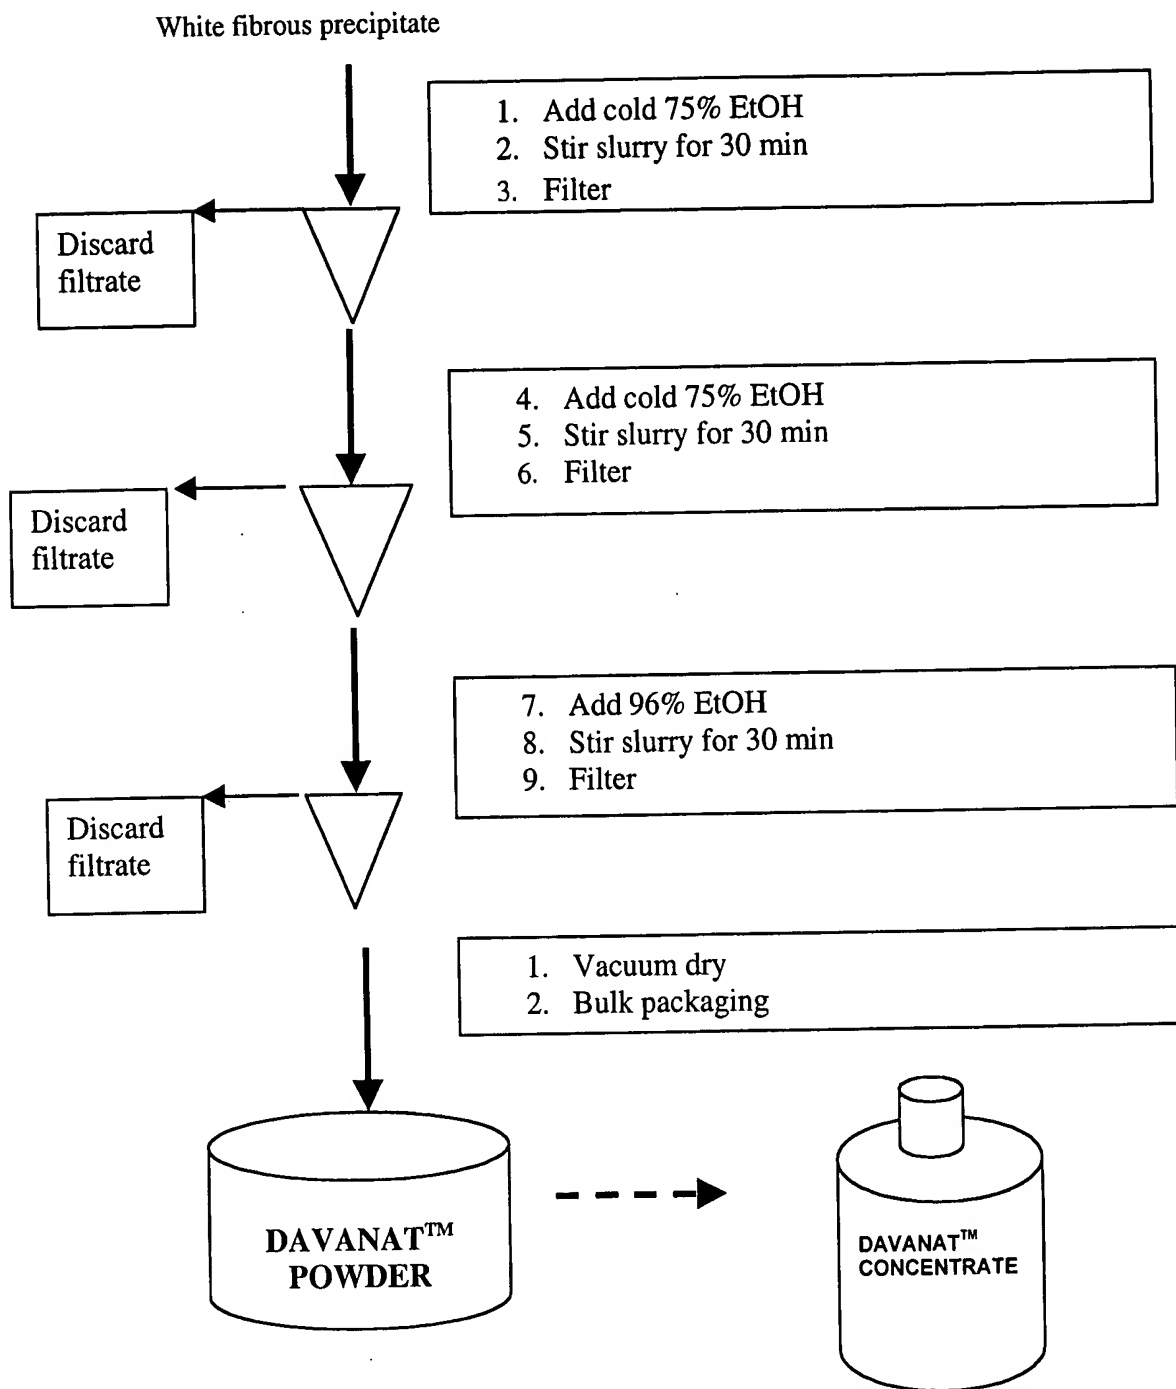 White fibrous precipitate
1. Add cold 75% EtOH
2. Stir slurry for 30 min
3. Filter
Discard
filtrate
4. Add cold 75% EtOH
5. Stir slurry for 30 min
6. Filter
Discard
filtrate
7. Add 96% EtOH
8. Stir slurry for 30 min
9. Filter
Discard
filtrate
1. Vacuum dry
2. Bulk packaging
DAVANAT™
POWDER
DAVANAT™
CONCENTRATE